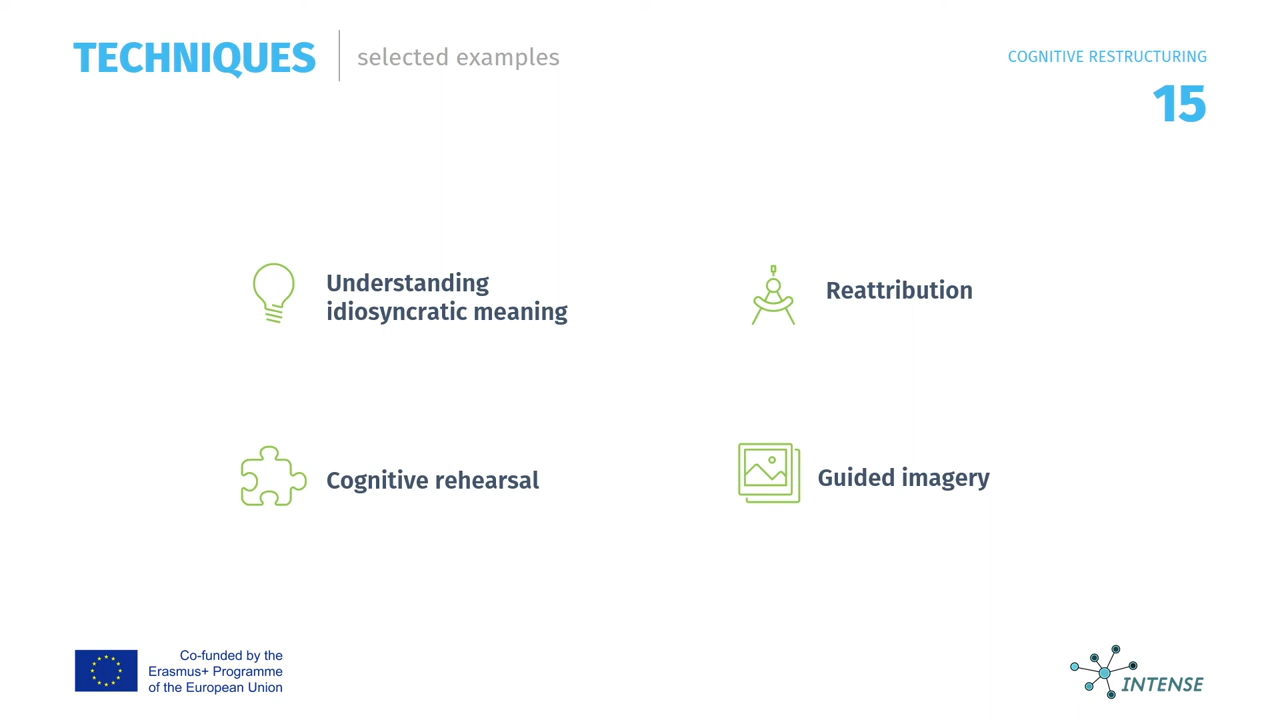 TECHNIQUES
selected examples
COGNITIVE RESTRUCTURING
15
Understanding
idiosyncratic meaning
Reattribution
Cognitive rehearsal
Guided imagery
Co-funded by the
Erasmus+ Programme
of the European Union
INTENSE